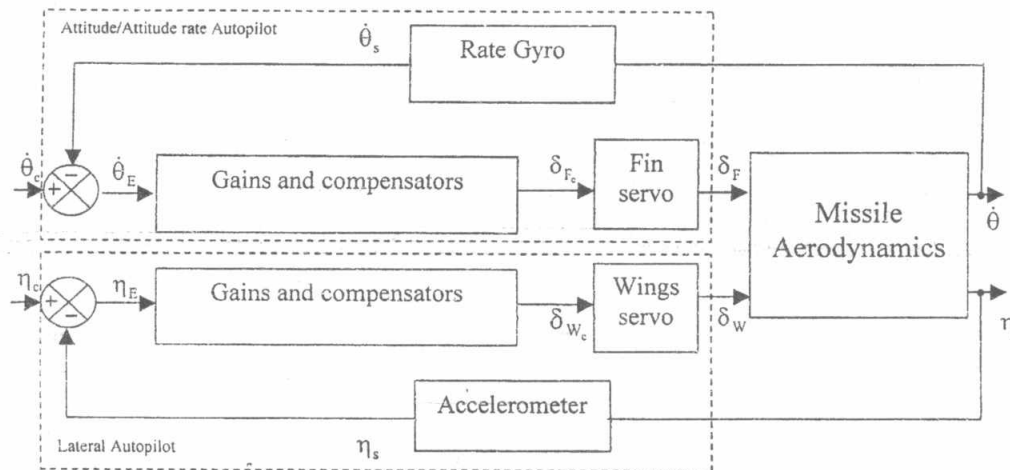 Attitude/Attitude rate Autopilot
θ̇s
Rate Gyro
θ̇c
+
−
θ̇E
Gains and compensators
δFc
Fin
servo
δF
Missile
Aerodynamics
θ̇
ηc
+
−
ηE
Gains and compensators
δWc
Wings
servo
δW
η
Accelerometer
Lateral Autopilot
ηs